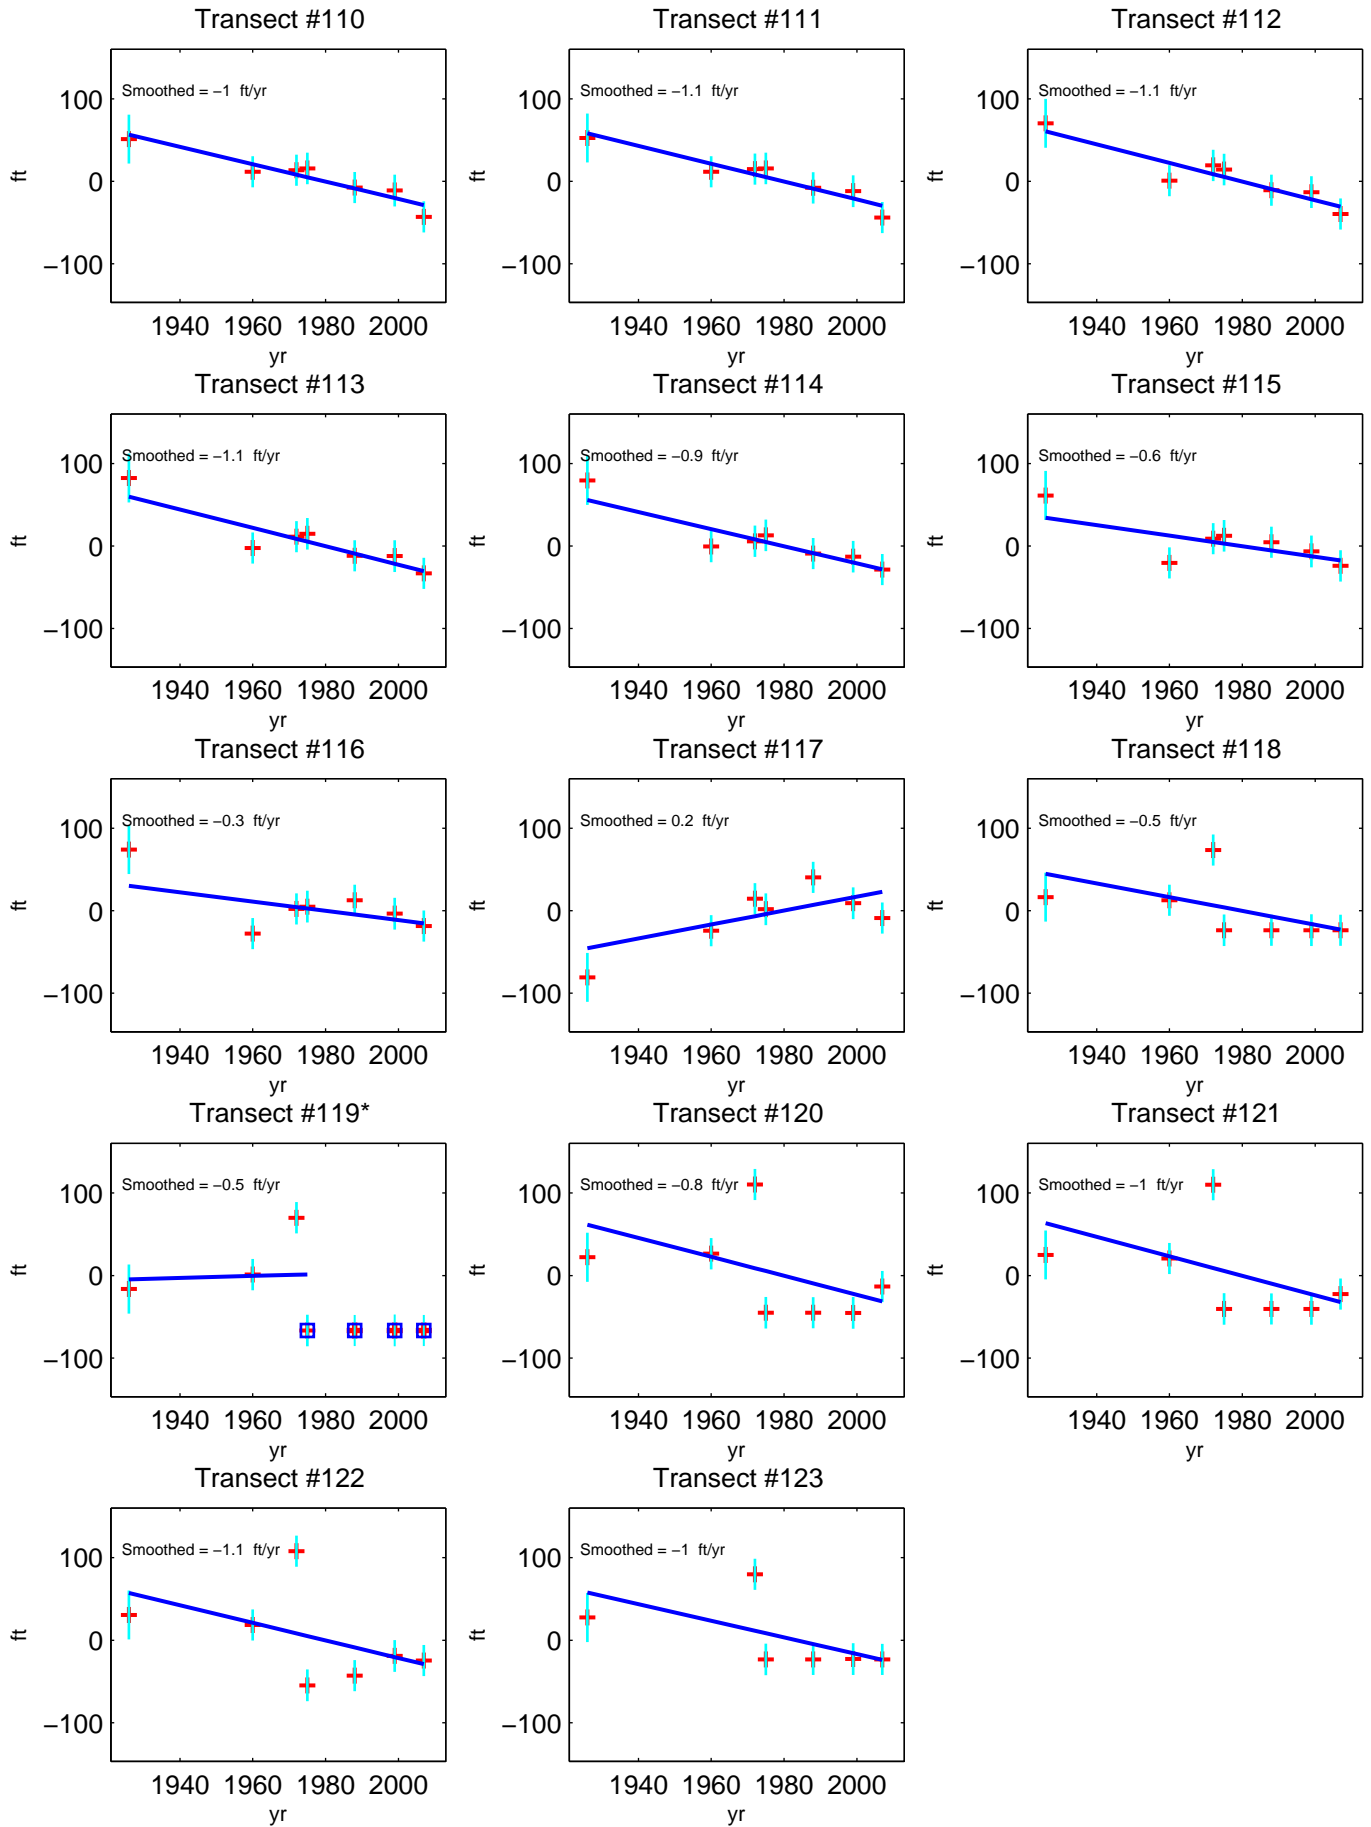 Transect #110 Transect #111 Transect #112
Smoothed = −1 ft/yr Smoothed = −1.1 ft/yr Smoothed = −1.1 ft/yr
100 100 100
ft ft ft
0 0 0
−100 −100 −100
1940 1960 1980 2000 1940 1960 1980 2000 1940 1960 1980 2000
yr yr yr
Transect #113 Transect #114 Transect #115
Smoothed = −1.1 ft/yr Smoothed = −0.9 ft/yr Smoothed = −0.6 ft/yr
100 100 100
ft ft ft
0 0 0
−100 −100 −100
1940 1960 1980 2000 1940 1960 1980 2000 1940 1960 1980 2000
yr yr yr
Transect #116 Transect #117 Transect #118
Smoothed = −0.3 ft/yr Smoothed = 0.2 ft/yr Smoothed = −0.5 ft/yr
100 100 100
ft ft ft
0 0 0
−100 −100 −100
1940 1960 1980 2000 1940 1960 1980 2000 1940 1960 1980 2000
yr yr yr
Transect #119* Transect #120 Transect #121
Smoothed = −0.5 ft/yr Smoothed = −0.8 ft/yr Smoothed = −1 ft/yr
100 100 100
ft ft ft
0 0 0
−100 −100 −100
1940 1960 1980 2000 1940 1960 1980 2000 1940 1960 1980 2000
yr yr yr
Transect #122 Transect #123
Smoothed = −1.1 ft/yr Smoothed = −1 ft/yr
100 100
ft ft
0 0
−100 −100
1940 1960 1980 2000 1940 1960 1980 2000
yr yr